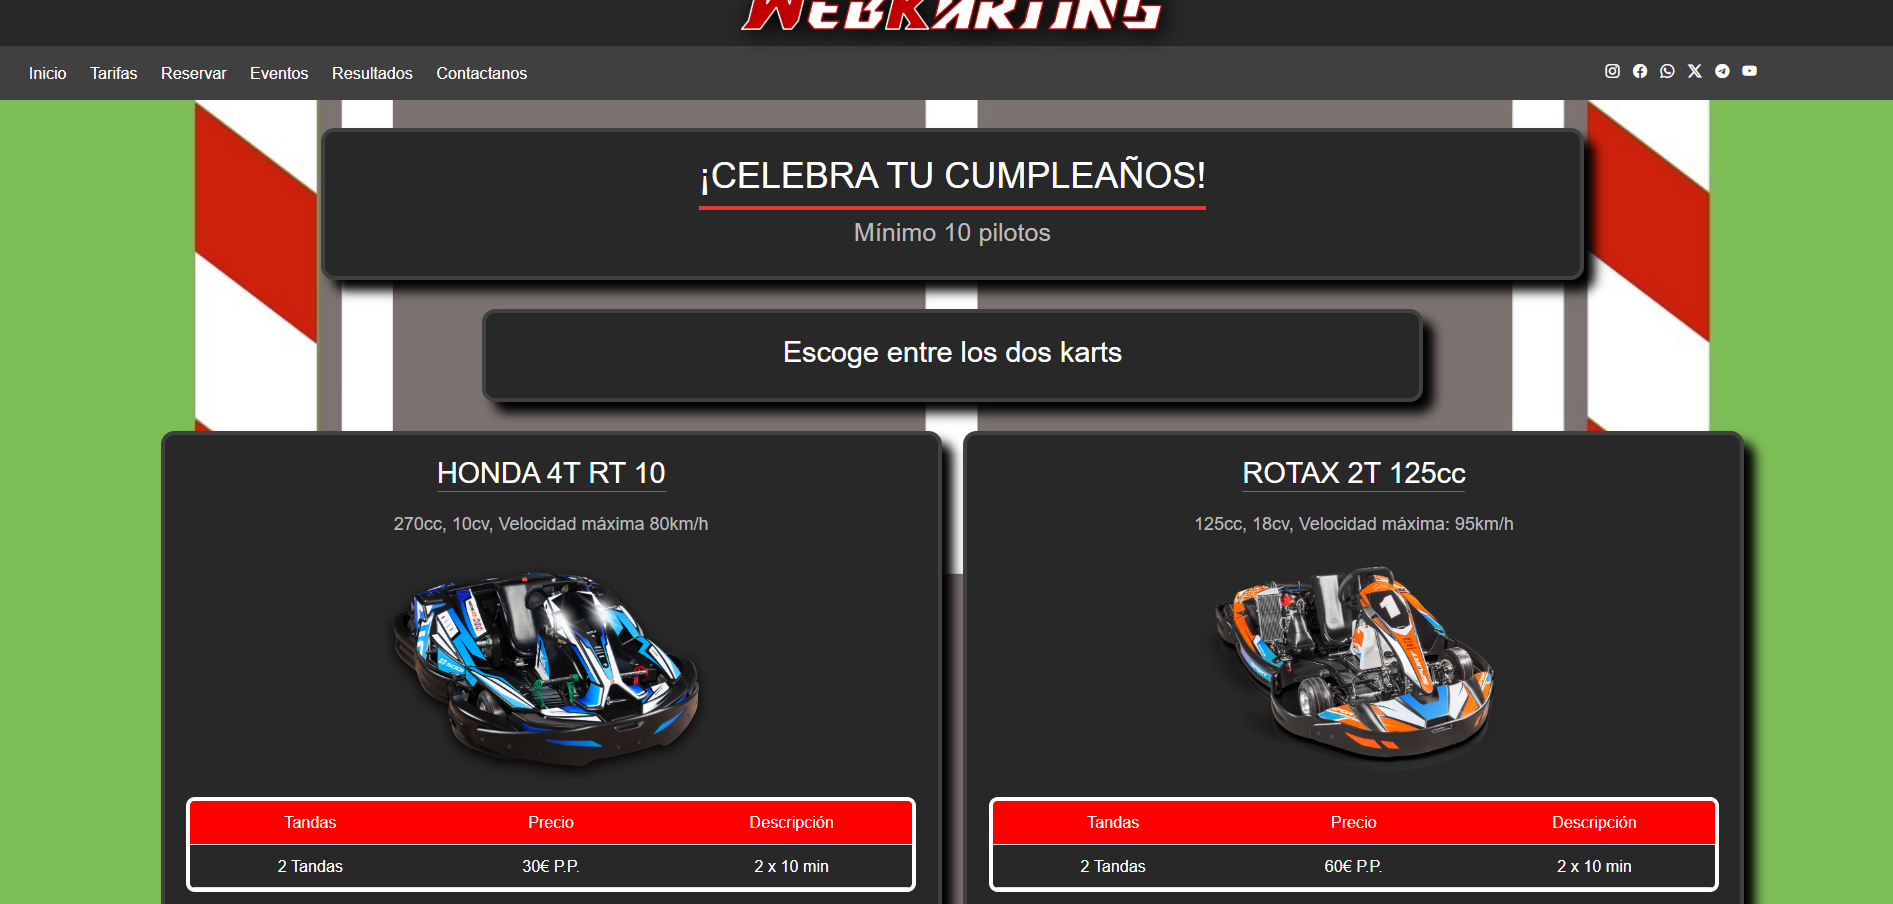 WEBKARTING
Inicio Tarifas Reservar Eventos Resultados Contactanos
¡CELEBRA TU CUMPLEAÑOS!
Mínimo 10 pilotos
Escoge entre los dos karts
HONDA 4T RT 10
270cc, 10cv, Velocidad máxima 80km/h
Tandas Precio Descripción
2 Tandas 30€ P.P. 2 x 10 min
ROTAX 2T 125cc
125cc, 18cv, Velocidad máxima: 95km/h
1
Tandas Precio Descripción
2 Tandas 60€ P.P. 2 x 10 min